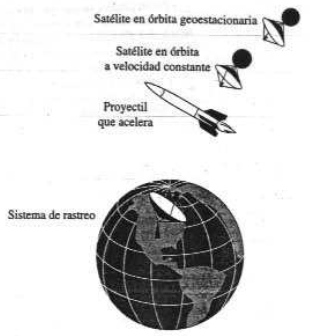 Satélite en órbita geoestacionaria
Satélite en órbita
a velocidad constante
Proyectil
que acelera
Sistema de rastreo